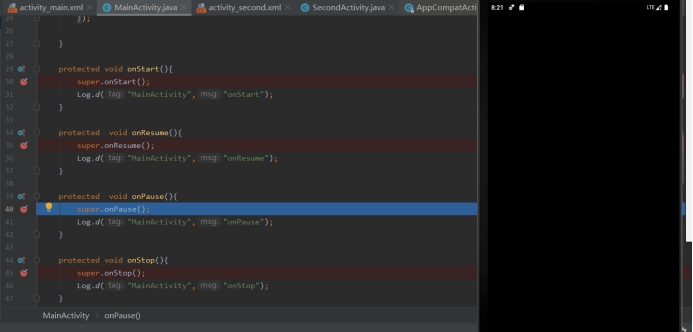 activity_main.xml MainActivity.java activity_second.xml SecondActivity.java AppCompatActi
8:21 LTE
25 });
26
27 }
28
29 protected void onStart(){
30 super.onStart();
31 Log.d( tag: "MainActivity", msg: "onStart");
32 }
33
34 protected  void onResume(){
35 super.onResume();
36 Log.d( tag: "MainActivity", msg: "onResume");
37 }
38
39 protected  void onPause(){
40 super.onPause();
41 Log.d( tag: "MainActivity", msg: "onPause");
42 }
43
44 protected void onStop(){
45 super.onStop();
46 Log.d( tag: "MainActivity", msg: "onStop");
47 }
MainActivity › onPause()